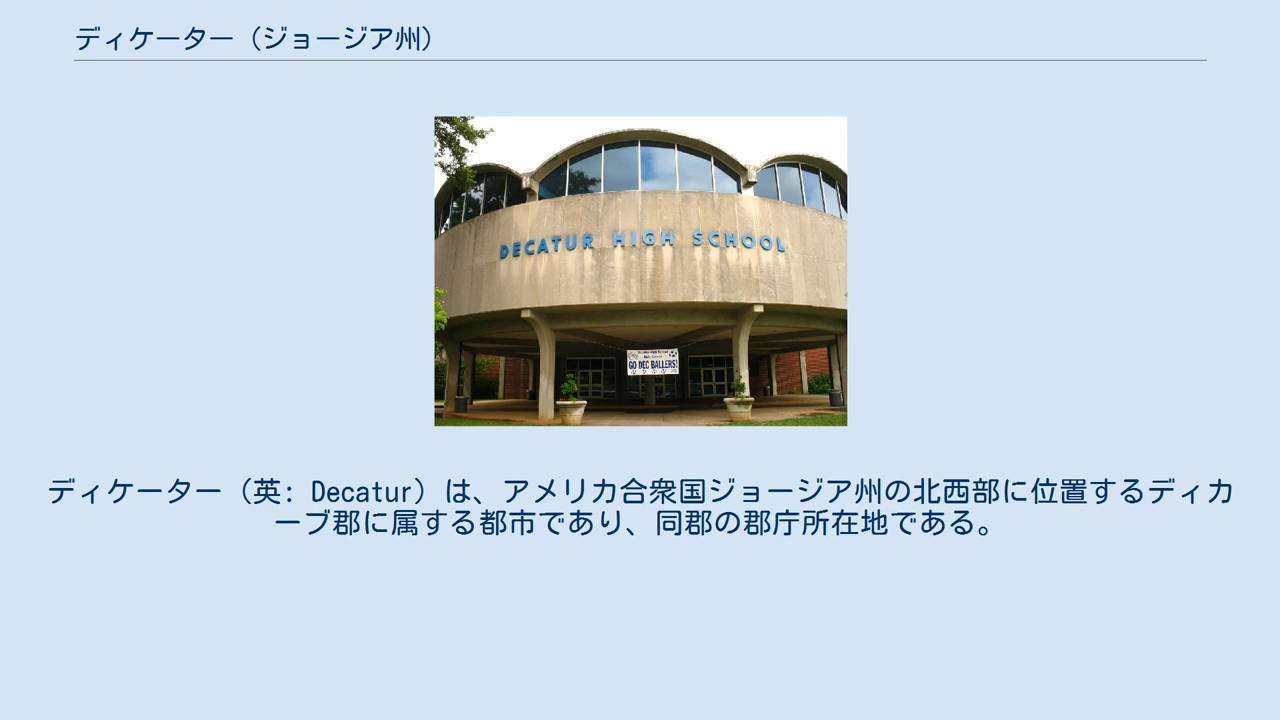 ディケーター（ジョージア州）
DECATUR HIGH SCHOOL
GO DEC BALLERS!
ディケーター（英: Decatur）は、アメリカ合衆国ジョージア州の北西部に位置するディカ
ーブ郡に属する都市であり、同郡の郡庁所在地である。